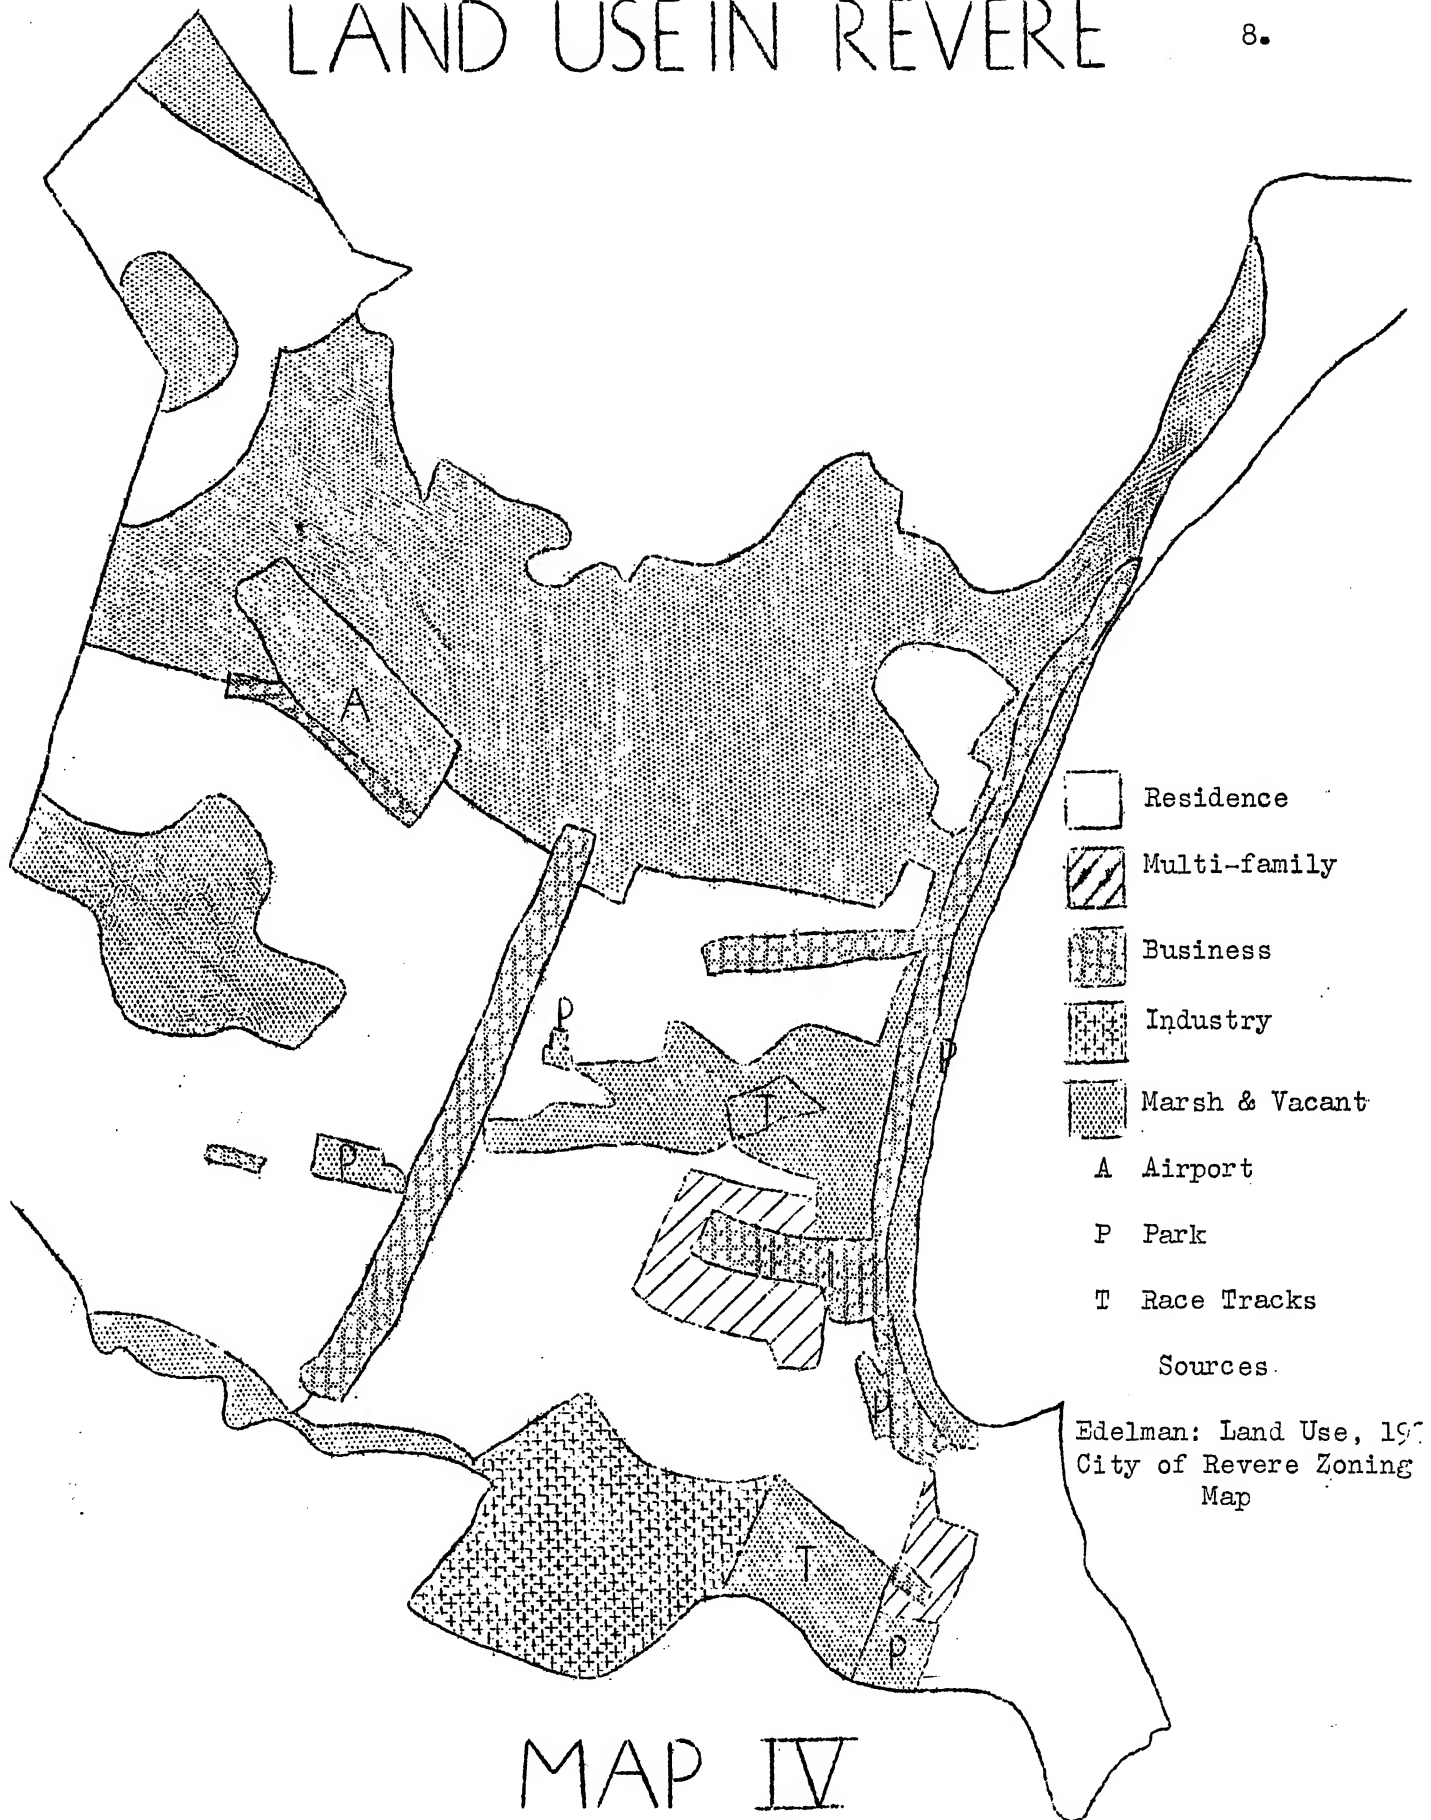 LAND USE IN REVERE
8.
A
P
P
P
T
P
T
P
Residence
Multi-family
Business
Industry
Marsh & Vacant
A Airport
P Park
T Race Tracks
Sources
Edelman: Land Use,
City of Revere Zoning
Map
MAP IV